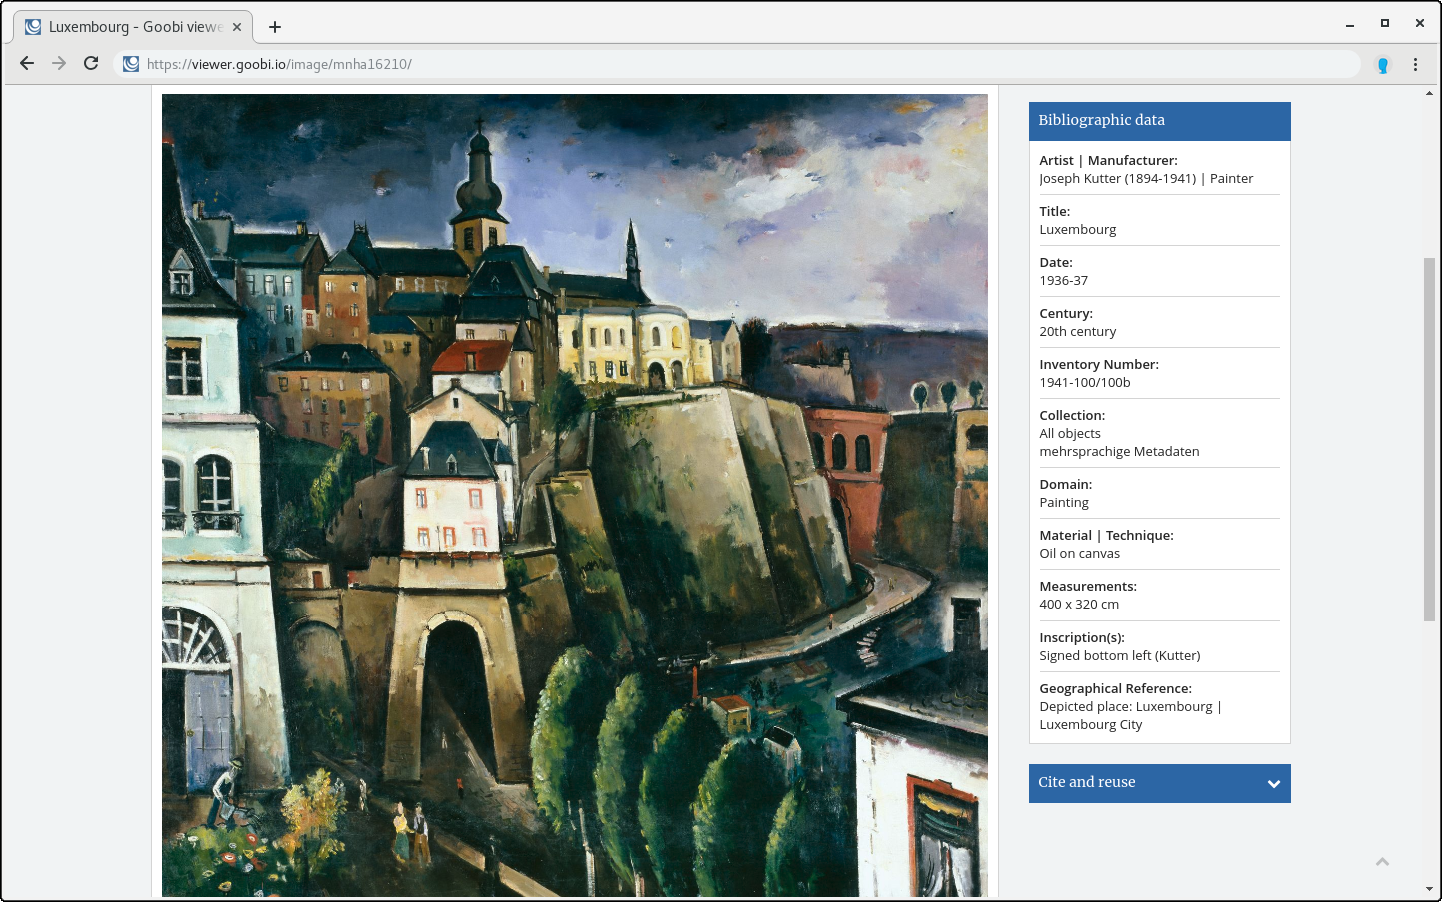 Luxembourg - Goobi viewe
https://viewer.goobi.io/image/mnha16210/
Bibliographic data
Artist | Manufacturer:
Joseph Kutter (1894-1941) | Painter
Title:
Luxembourg
Date:
1936-37
Century:
20th century
Inventory Number:
1941-100/100b
Collection:
All objects
mehrsprachige Metadaten
Domain:
Painting
Material | Technique:
Oil on canvas
Measurements:
400 x 320 cm
Inscription(s):
Signed bottom left (Kutter)
Geographical Reference:
Depicted place: Luxembourg |
Luxembourg City
Cite and reuse